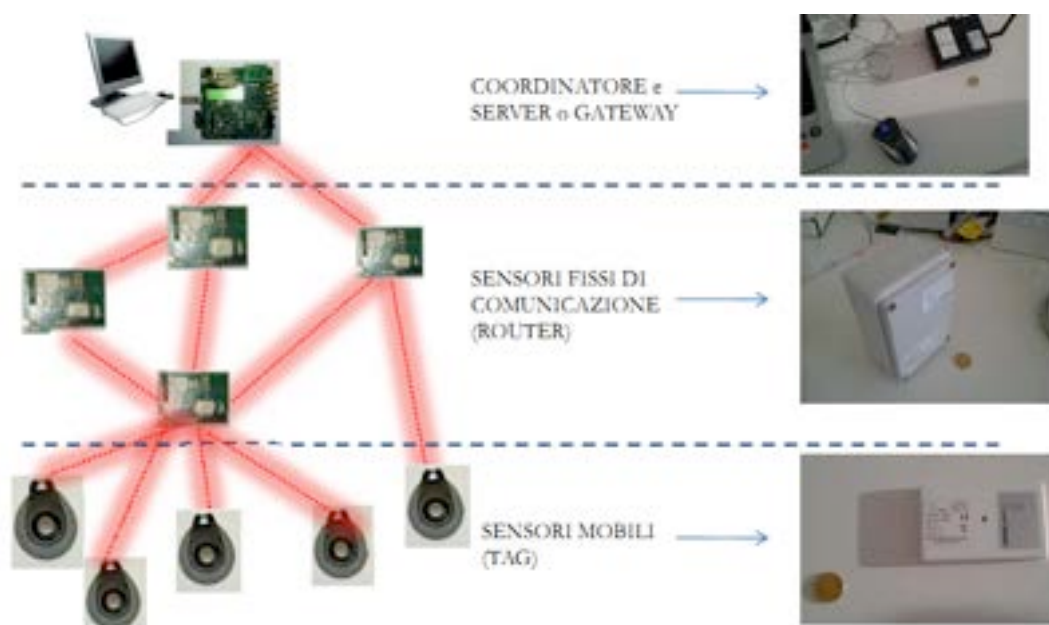 COORDINATORE e
SERVER o GATEWAY
SENSORI FISSI DI
COMUNICAZIONE
(ROUTER)
SENSORI MOBILI
(TAG)